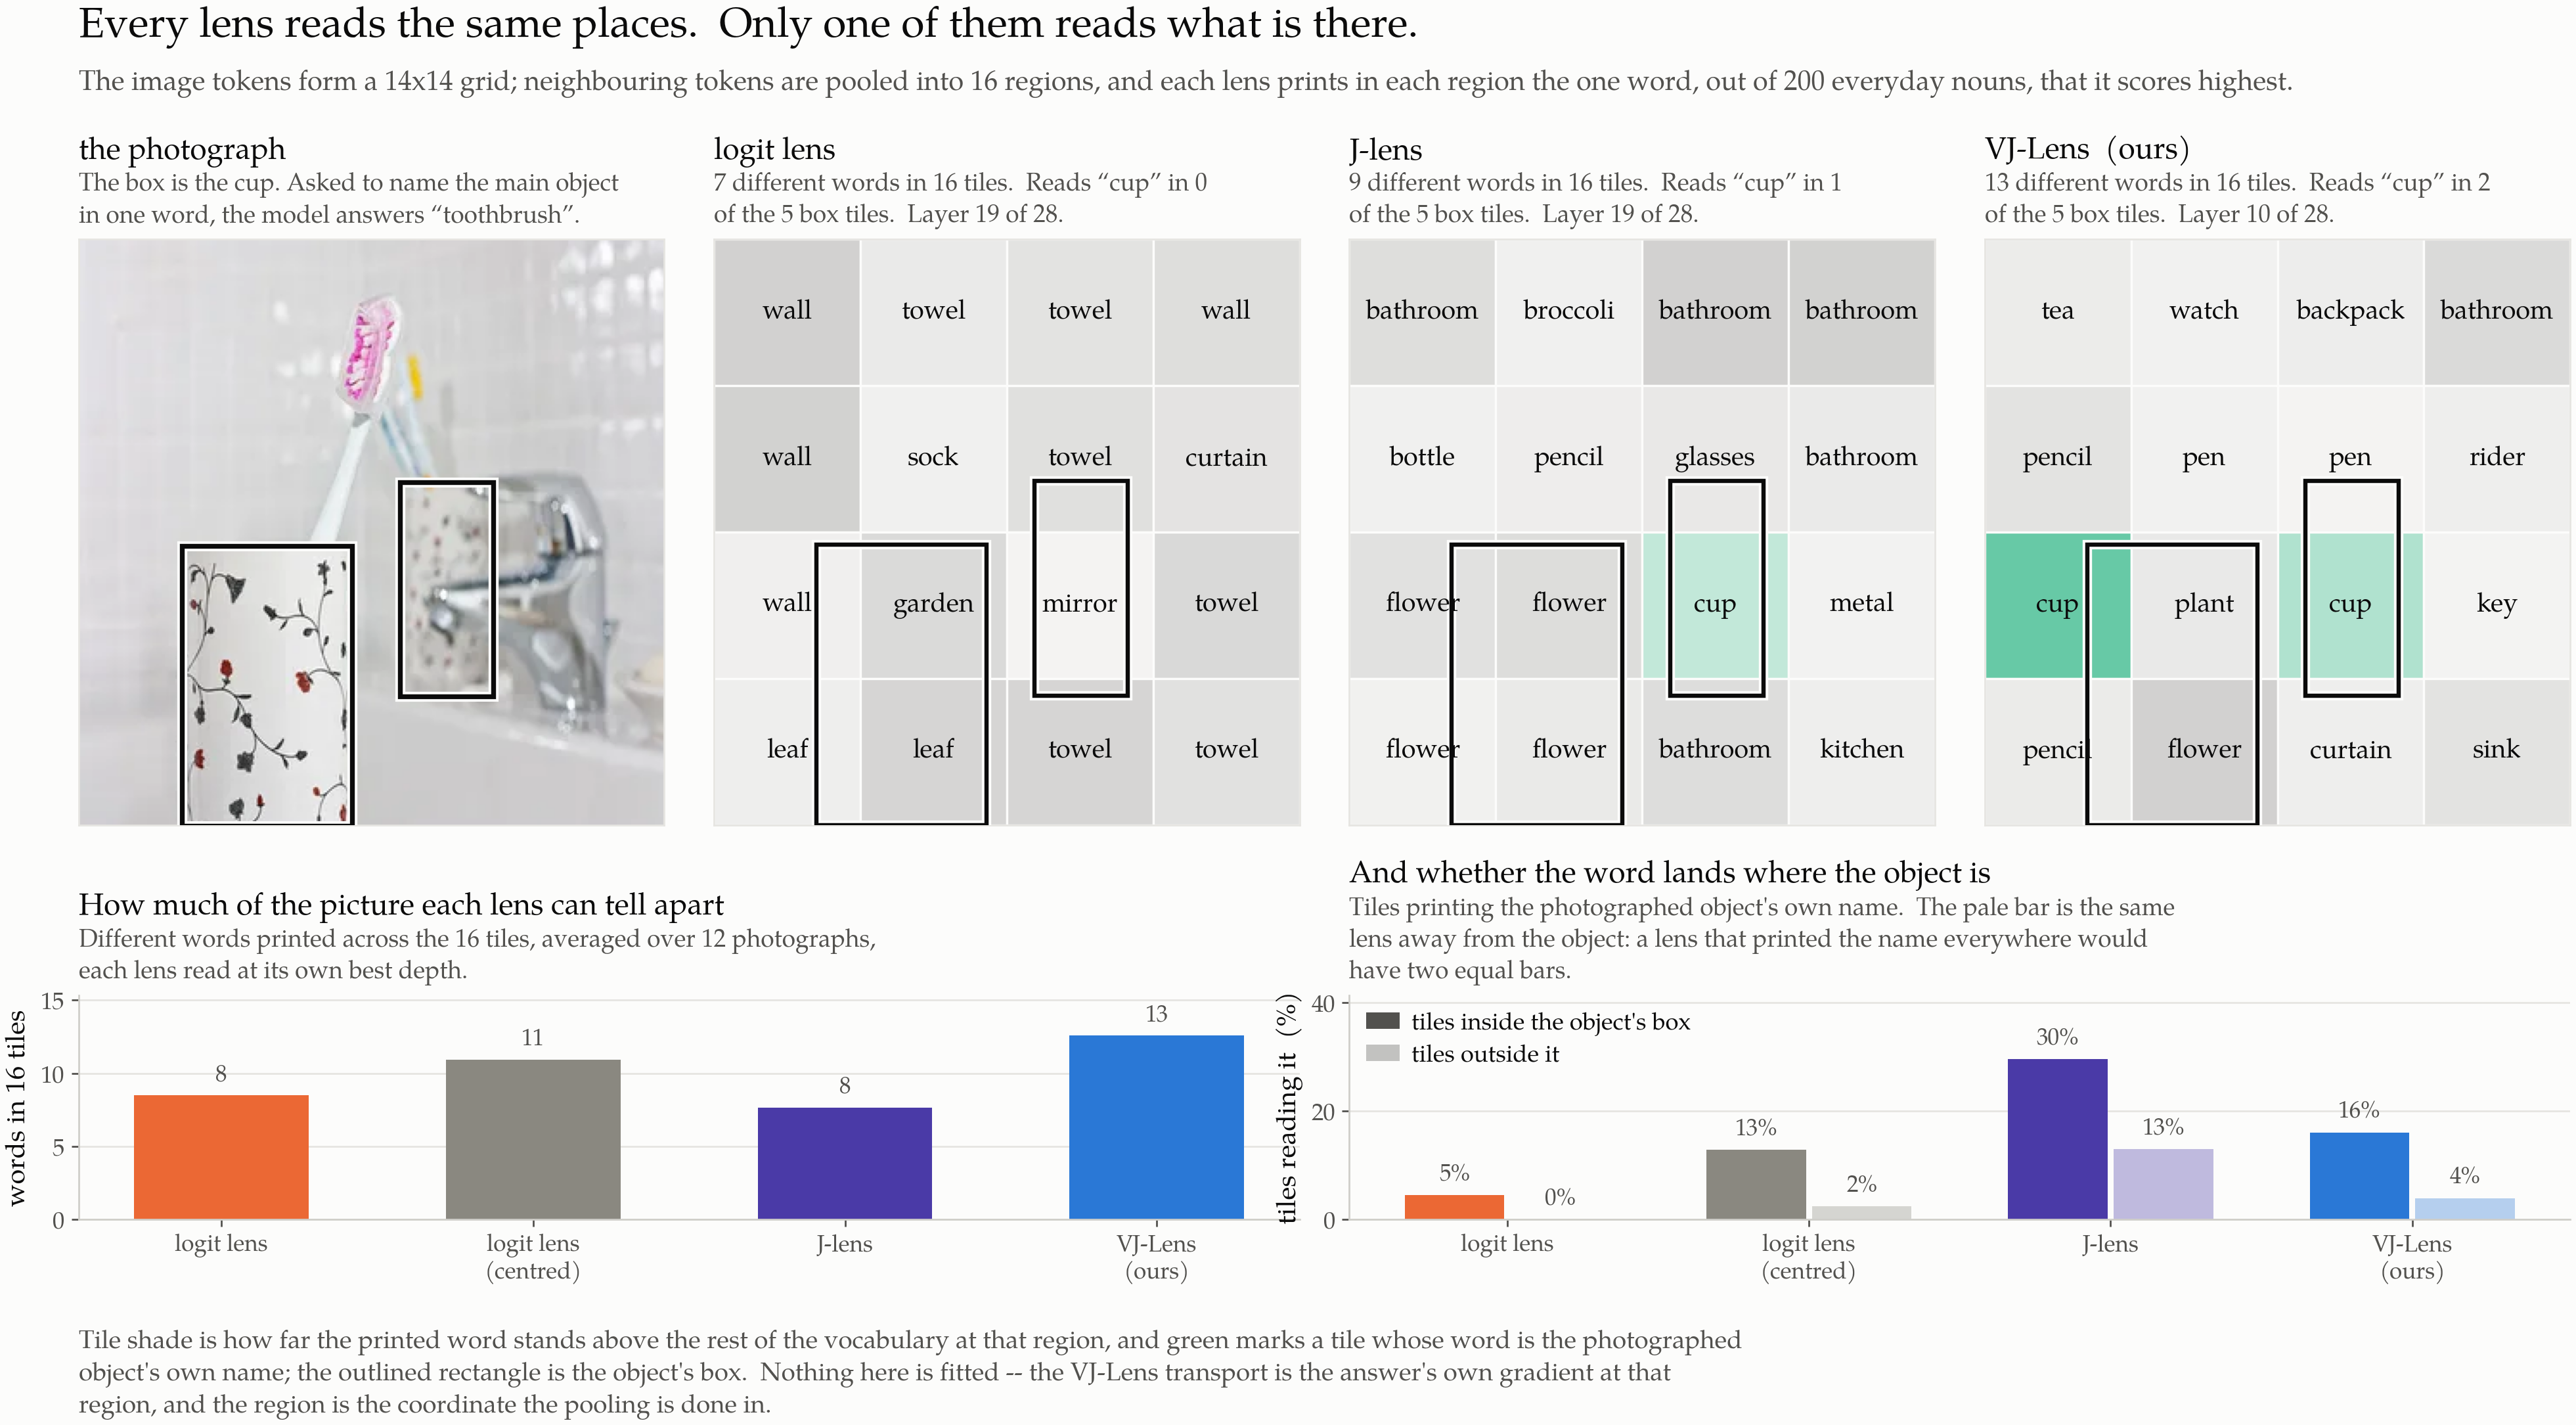 Every lens reads the same places.  Only one of them reads what is there.
The image tokens form a 14x14 grid; neighbouring tokens are pooled into 16 regions, and each lens prints in each region the one word, out of 200 everyday nouns, that it scores highest.
the photograph
The box is the cup. Asked to name the main object
in one word, the model answers “toothbrush”.
logit lens
7 different words in 16 tiles.  Reads “cup” in 0
of the 5 box tiles.  Layer 19 of 28.
wall towel towel wall
wall sock towel curtain
wall garden mirror towel
leaf leaf towel towel
J-lens
9 different words in 16 tiles.  Reads “cup” in 1
of the 5 box tiles.  Layer 19 of 28.
bathroom broccoli bathroom bathroom
bottle pencil glasses bathroom
flower flower cup metal
flower flower bathroom kitchen
VJ-Lens  (ours)
13 different words in 16 tiles.  Reads “cup” in 2
of the 5 box tiles.  Layer 10 of 28.
tea watch backpack bathroom
pencil pen pen rider
cup plant cup key
pencil flower curtain sink
How much of the picture each lens can tell apart
Different words printed across the 16 tiles, averaged over 12 photographs,
each lens read at its own best depth.
words in 16 tiles
15
10
5
0
8
11
8
13
logit lens
logit lens
(centred)
J-lens
VJ-Lens
(ours)
And whether the word lands where the object is
Tiles printing the photographed object's own name.  The pale bar is the same
lens away from the object: a lens that printed the name everywhere would
have two equal bars.
tiles reading it  (%)
40
20
0
tiles inside the object's box
tiles outside it
5%
0%
13%
2%
30%
13%
16%
4%
logit lens
logit lens
(centred)
J-lens
VJ-Lens
(ours)
Tile shade is how far the printed word stands above the rest of the vocabulary at that region, and green marks a tile whose word is the photographed
object's own name; the outlined rectangle is the object's box.  Nothing here is fitted -- the VJ-Lens transport is the answer's own gradient at that
region, and the region is the coordinate the pooling is done in.